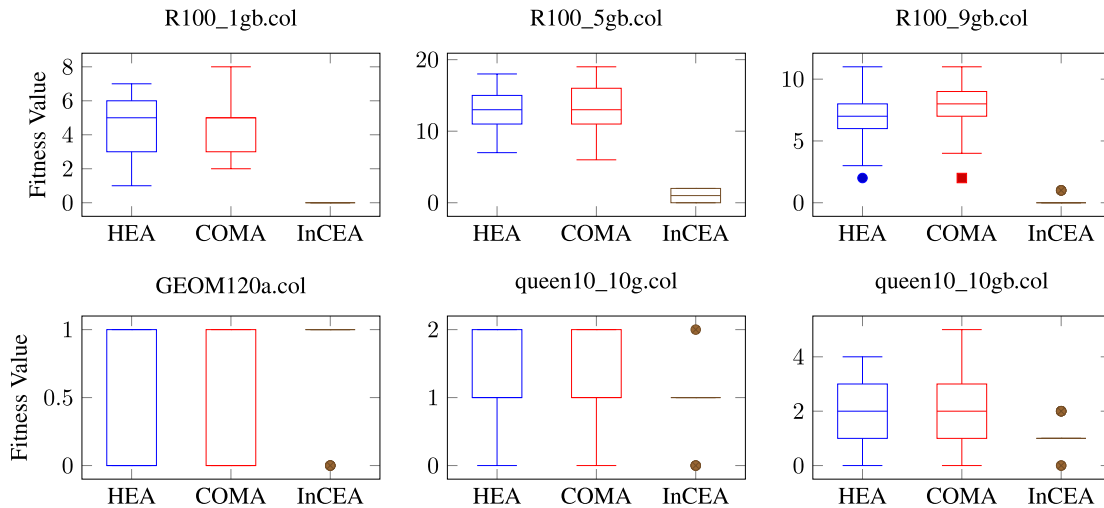 R100_1gb.col
R100_5gb.col
R100_9gb.col
Fitness Value
8
6
4
2
0
HEA
COMA
InCEA
20
10
0
HEA
COMA
InCEA
10
5
0
HEA
COMA
InCEA
GEOM120a.col
queen10_10g.col
queen10_10gb.col
Fitness Value
1
0.5
0
HEA
COMA
InCEA
2
1
0
HEA
COMA
InCEA
4
2
0
HEA
COMA
InCEA